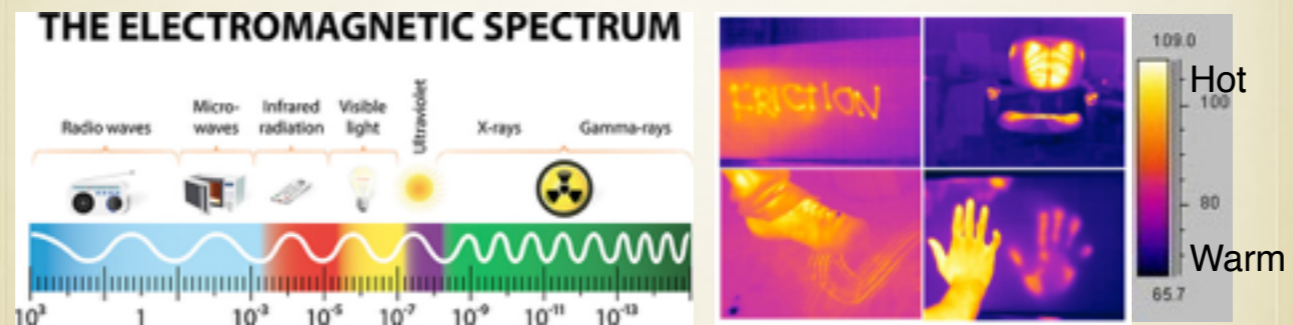 THE ELECTROMAGNETIC SPECTRUM
Radio waves
Micro-
waves
Infrared
radiation
Visible
light
Ultraviolet
X-rays
Gamma-rays
10³ 1 10⁻³ 10⁻⁵ 10⁻⁷ 10⁻⁹ 10⁻¹¹ 10⁻¹³
FRICTION
109.0
Hot
100
80
Warm
65.7